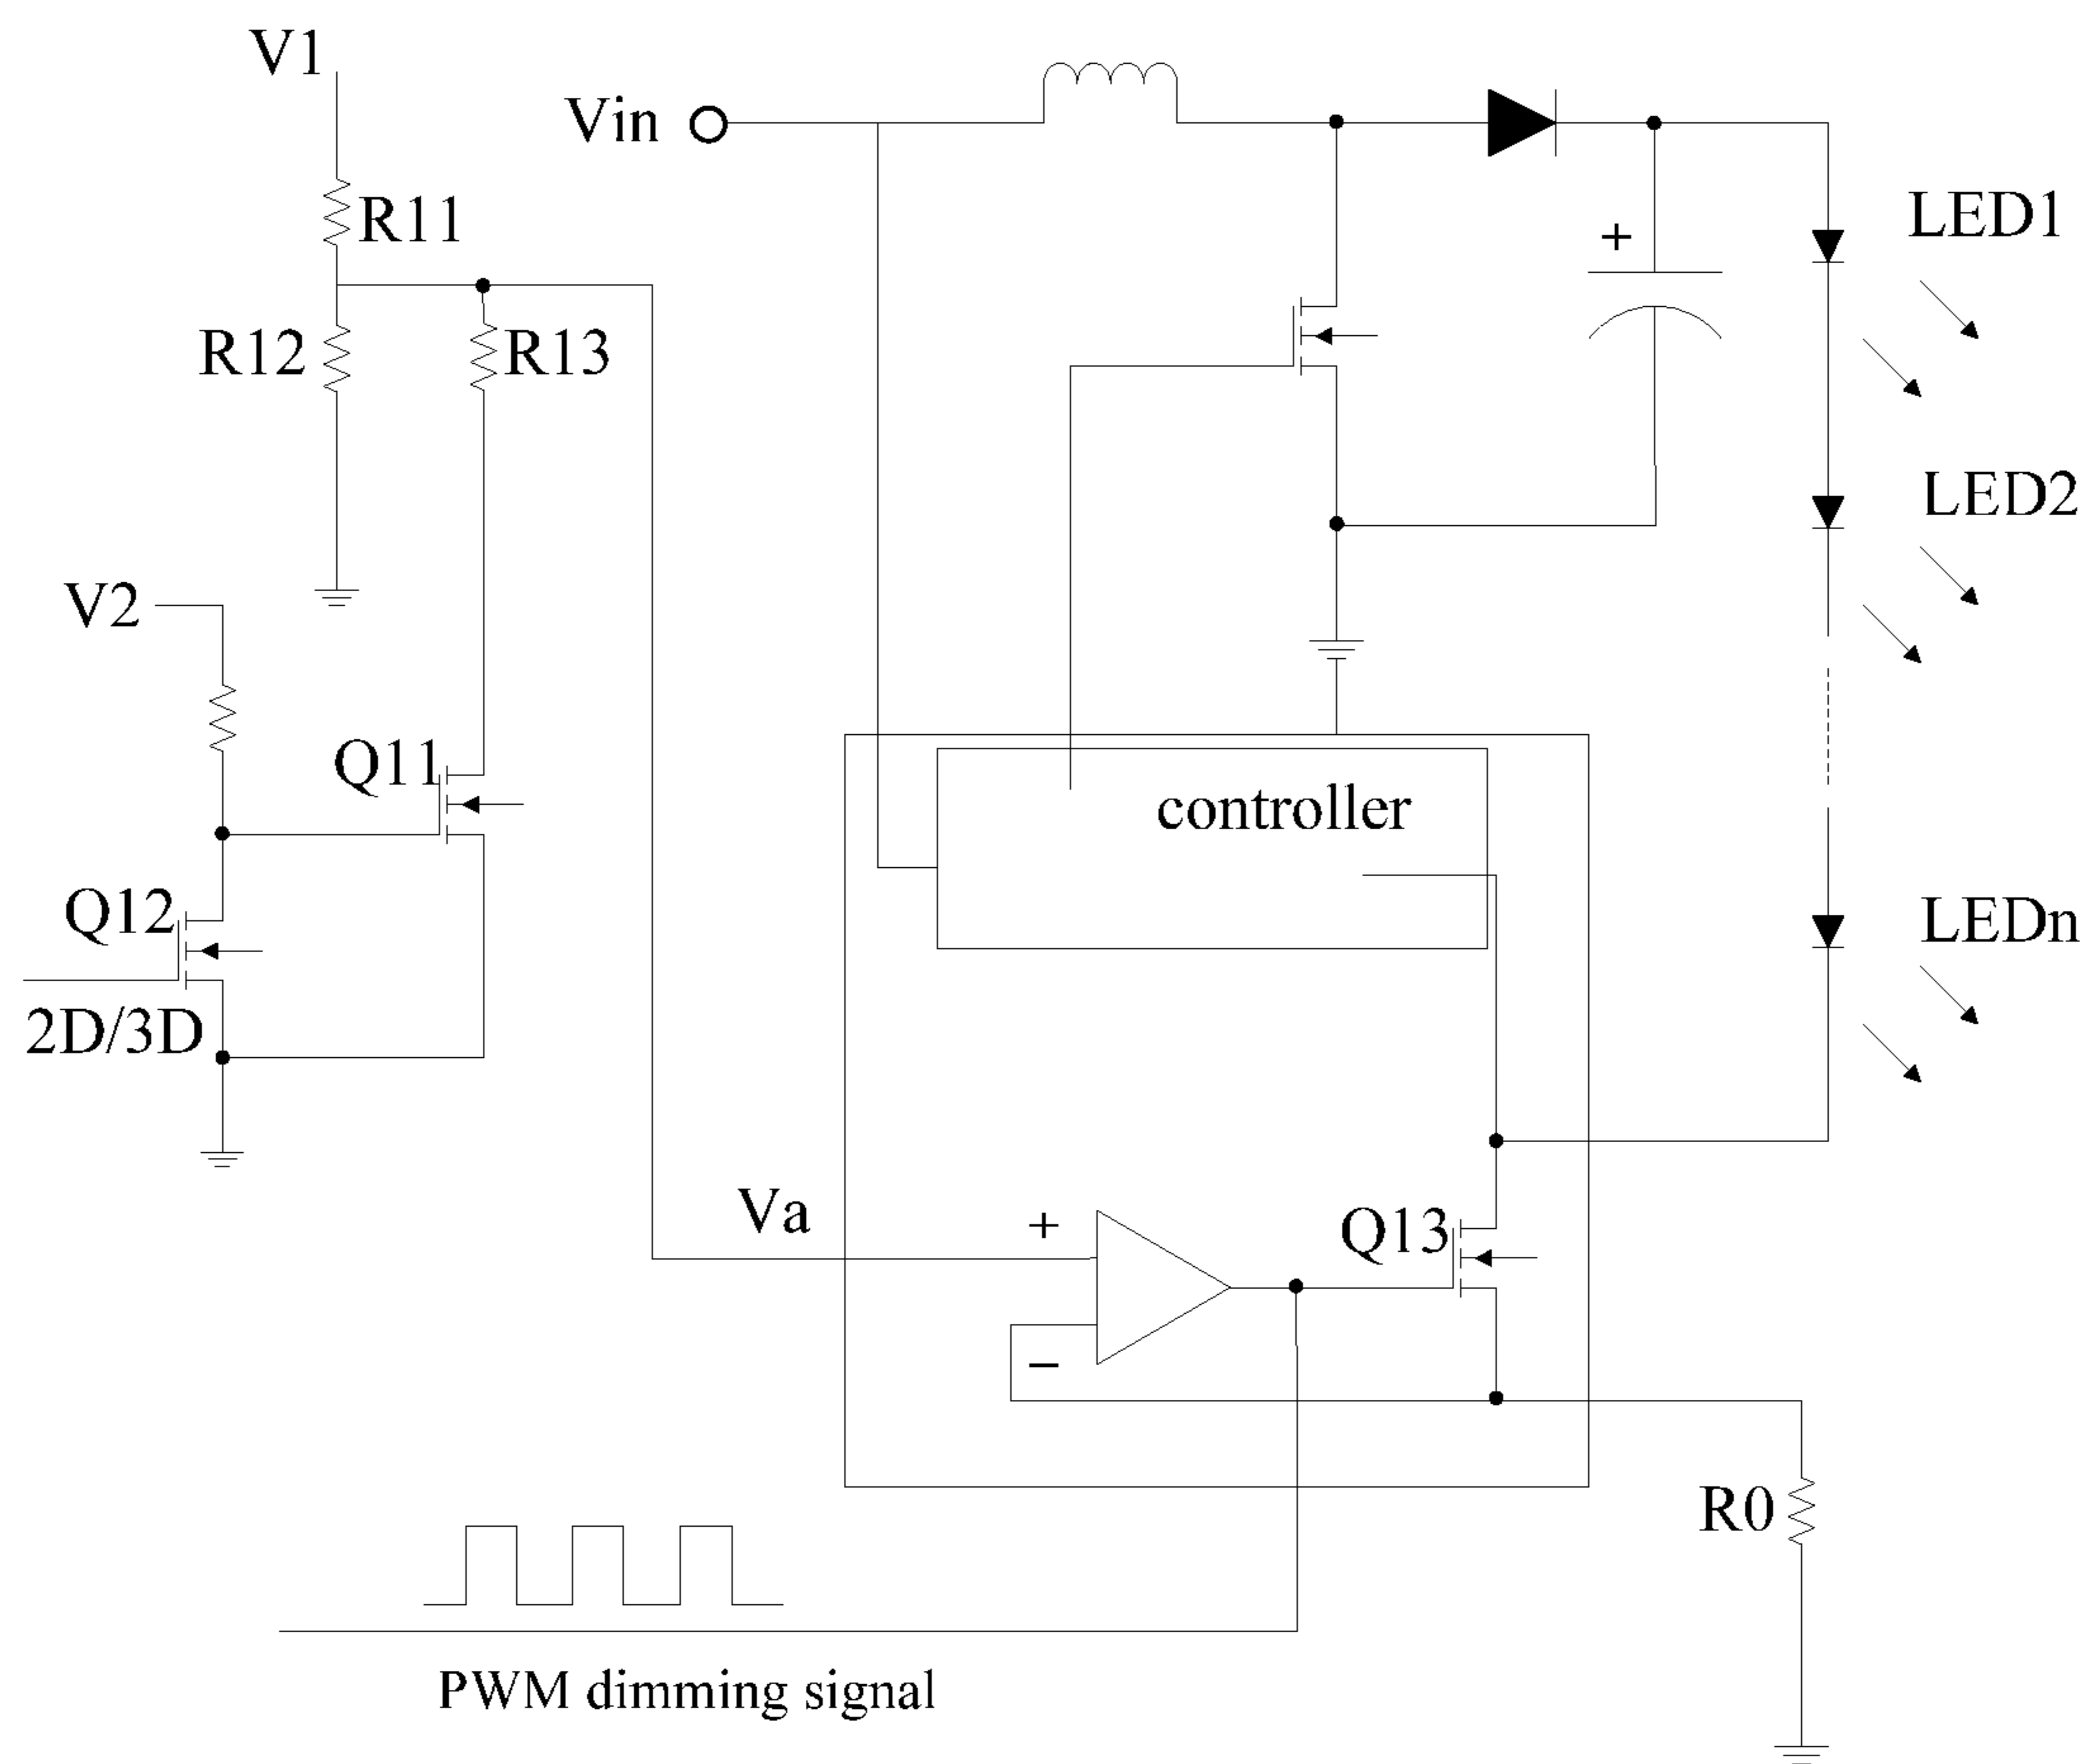 V1
Vin
R11
LED1
+
R12
R13
LED2
V2
Q11
controller
Q12
LEDn
2D/3D
Va
+
Q13
−
R0
PWM dimming signal